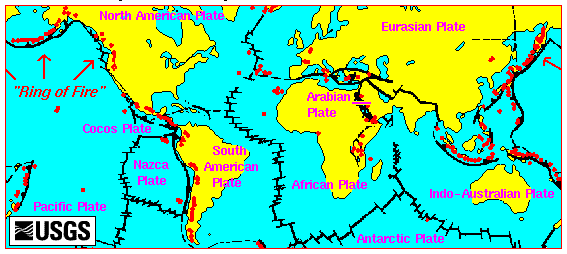 North American Plate
Eurasian Plate
"Ring of Fire"
Arabian
Plate
Cocos Plate
Nazca
Plate
South
American
Plate
African Plate
Indo-Australian Plate
Pacific Plate
Antarctic Plate
USGS